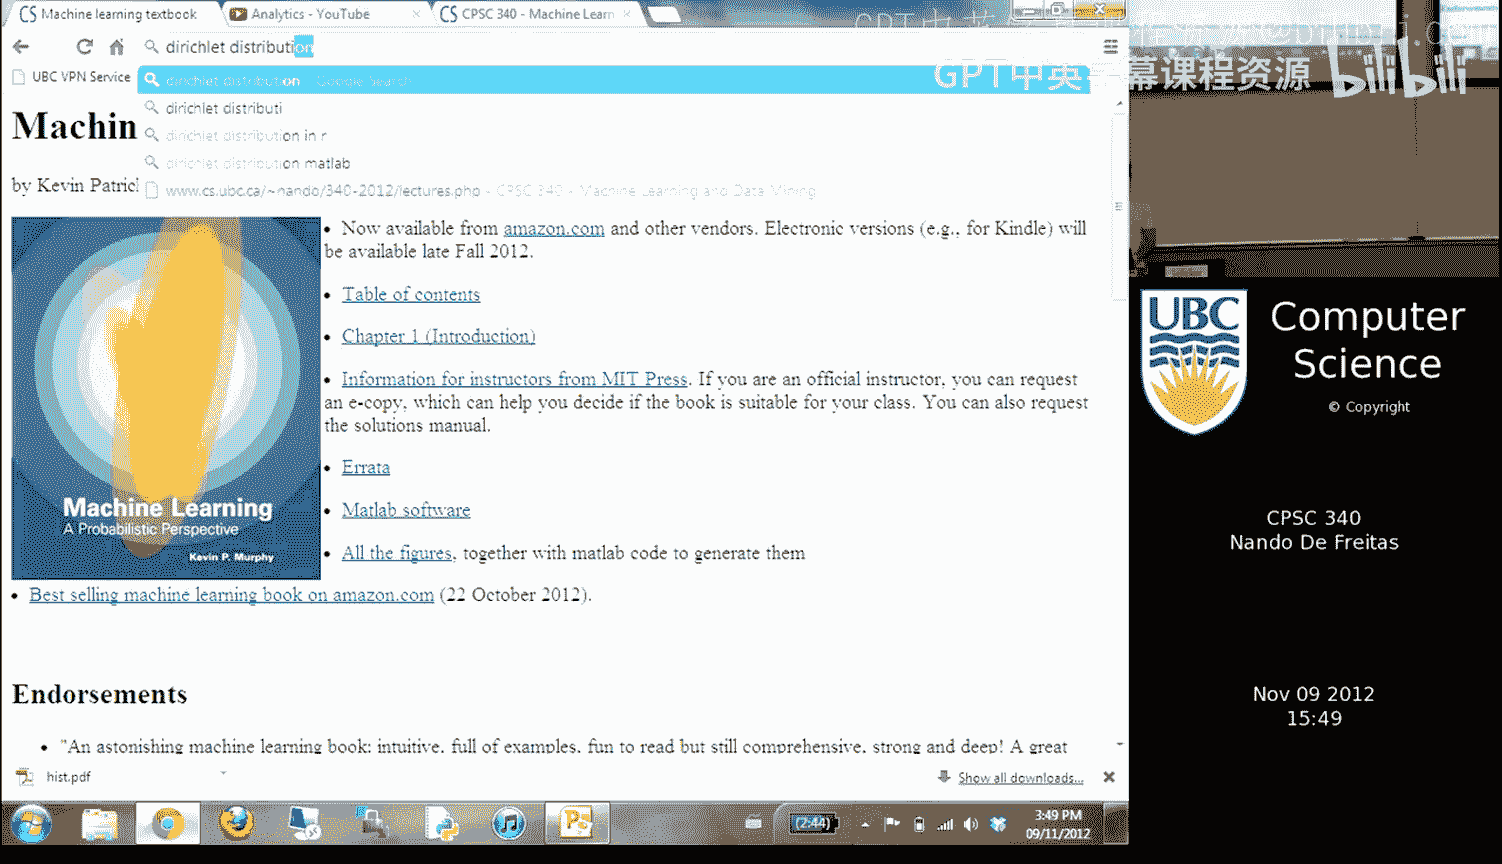 Machine learning textbook
Analytics - YouTube
CPSC 340 - Machine Learn
dirichlet distribution
UBC VPN Service
dirichlet distribution - Google Search
dirichlet distributi
dirichlet distribution in r
dirichlet distribution matlab
www.cs.ubc.ca/~nando/340-2012/lectures.php - CPSC 340 - Machine Learning and Data Mining
Machin
by Kevin Patric
• Now available from amazon.com and other vendors. Electronic versions (e.g., for Kindle) will
be available late Fall 2012.
• Table of contents
• Chapter 1 (Introduction)
• Information for instructors from MIT Press. If you are an official instructor, you can request
an e-copy, which can help you decide if the book is suitable for your class. You can also request
the solutions manual.
• Errata
• Matlab software
• All the figures, together with matlab code to generate them
Machine Learning
A Probabilistic Perspective
Kevin P. Murphy
• Best selling machine learning book on amazon.com (22 October 2012).
Endorsements
• "An astonishing machine learning book: intuitive, full of examples, fun to read but still comprehensive, strong and deep! A great
hist.pdf
Show all downloads...
(2:44)
3:49 PM
09/11/2012
GPT中英字幕课程资源 bilibili
UBC
Computer
Science
© Copyright
CPSC 340
Nando De Freitas
Nov 09 2012
15:49